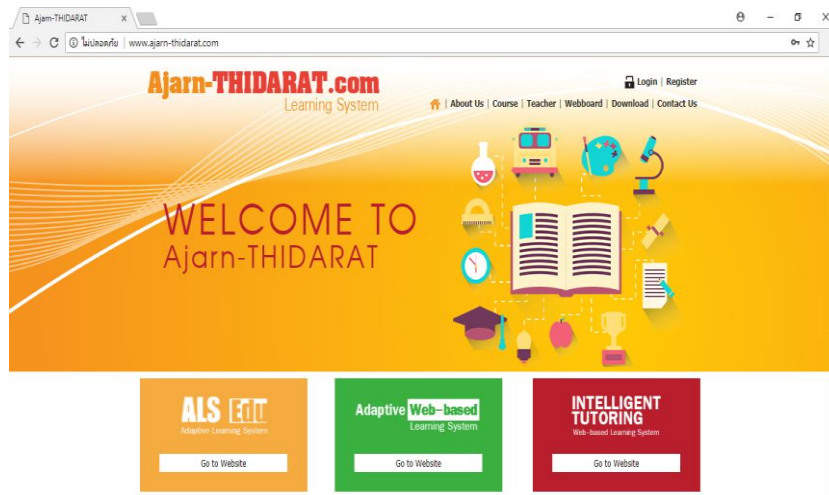 Ajarn-THIDARAT
ไม่ปลอดภัย | www.ajarn-thidarat.com
Ajarn-THIDARAT.com
Learning System
Login | Register
About Us | Course | Teacher | Webboard | Download | Contact Us
WELCOME TO
Ajarn-THIDARAT
ALS Edu
Adaptive Learning System
Go to Website
Adaptive Web-based
Learning System
Go to Website
INTELLIGENT
TUTORING
Web-based Learning System
Go to Website